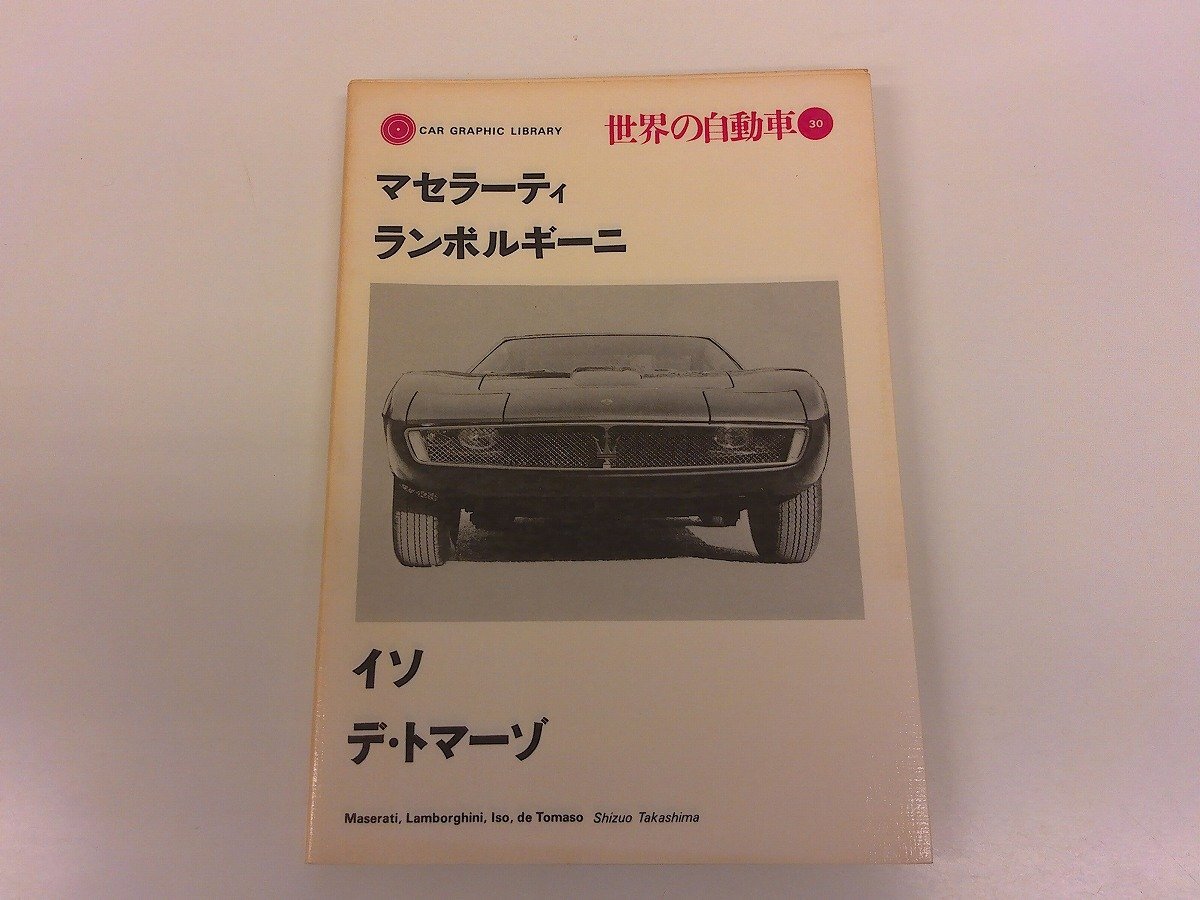 CAR GRAPHIC LIBRARY 世界の自動車 30
マセラーティ
ランボルギーニ
イソ
デ・トマーゾ
Maserati, Lamborghini, Iso, de Tomaso Shizuo Takashima